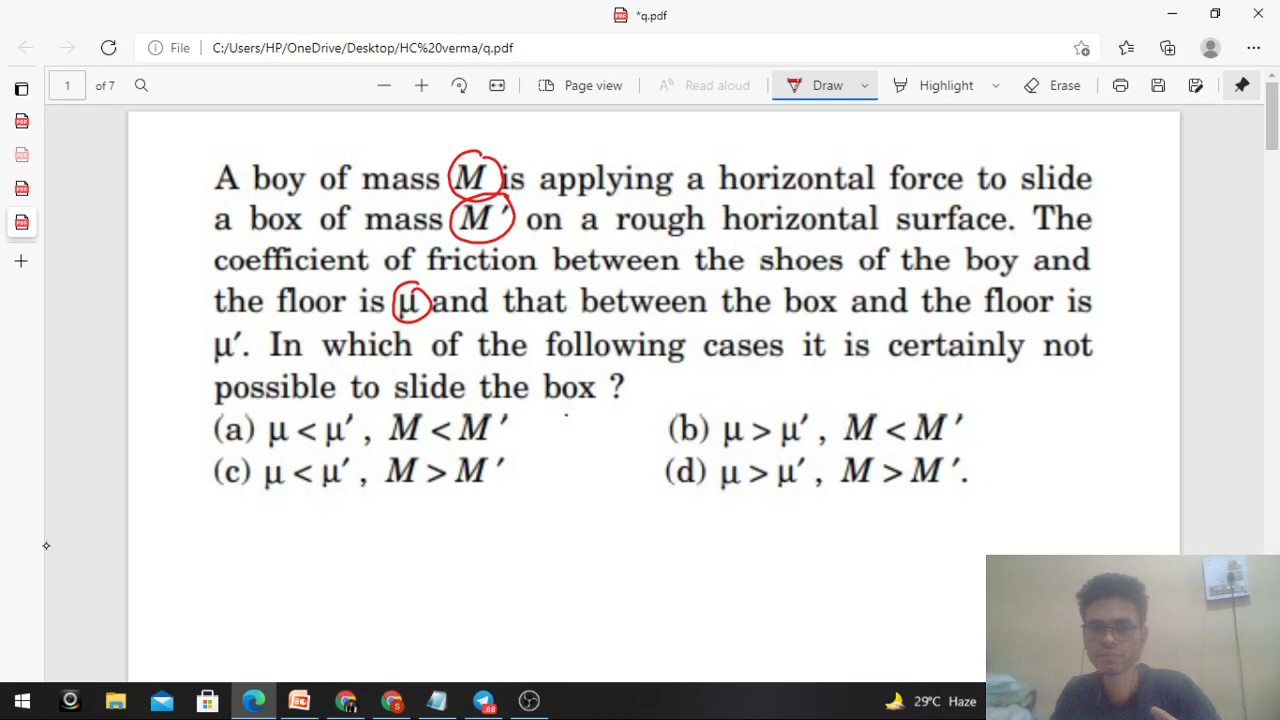 *q.pdf
File C:/Users/HP/OneDrive/Desktop/HC%20verma/q.pdf
1 of 7 Page view Read aloud Draw Highlight Erase
A boy of mass M is applying a horizontal force to slide
a box of mass M′ on a rough horizontal surface. The
coefficient of friction between the shoes of the boy and
the floor is μ and that between the box and the floor is
μ′. In which of the following cases it is certainly not
possible to slide the box ?
(a) μ < μ′ , M < M′ (b) μ > μ′ , M < M′
(c) μ < μ′ , M > M′ (d) μ > μ′ , M > M′.
29°C Haze